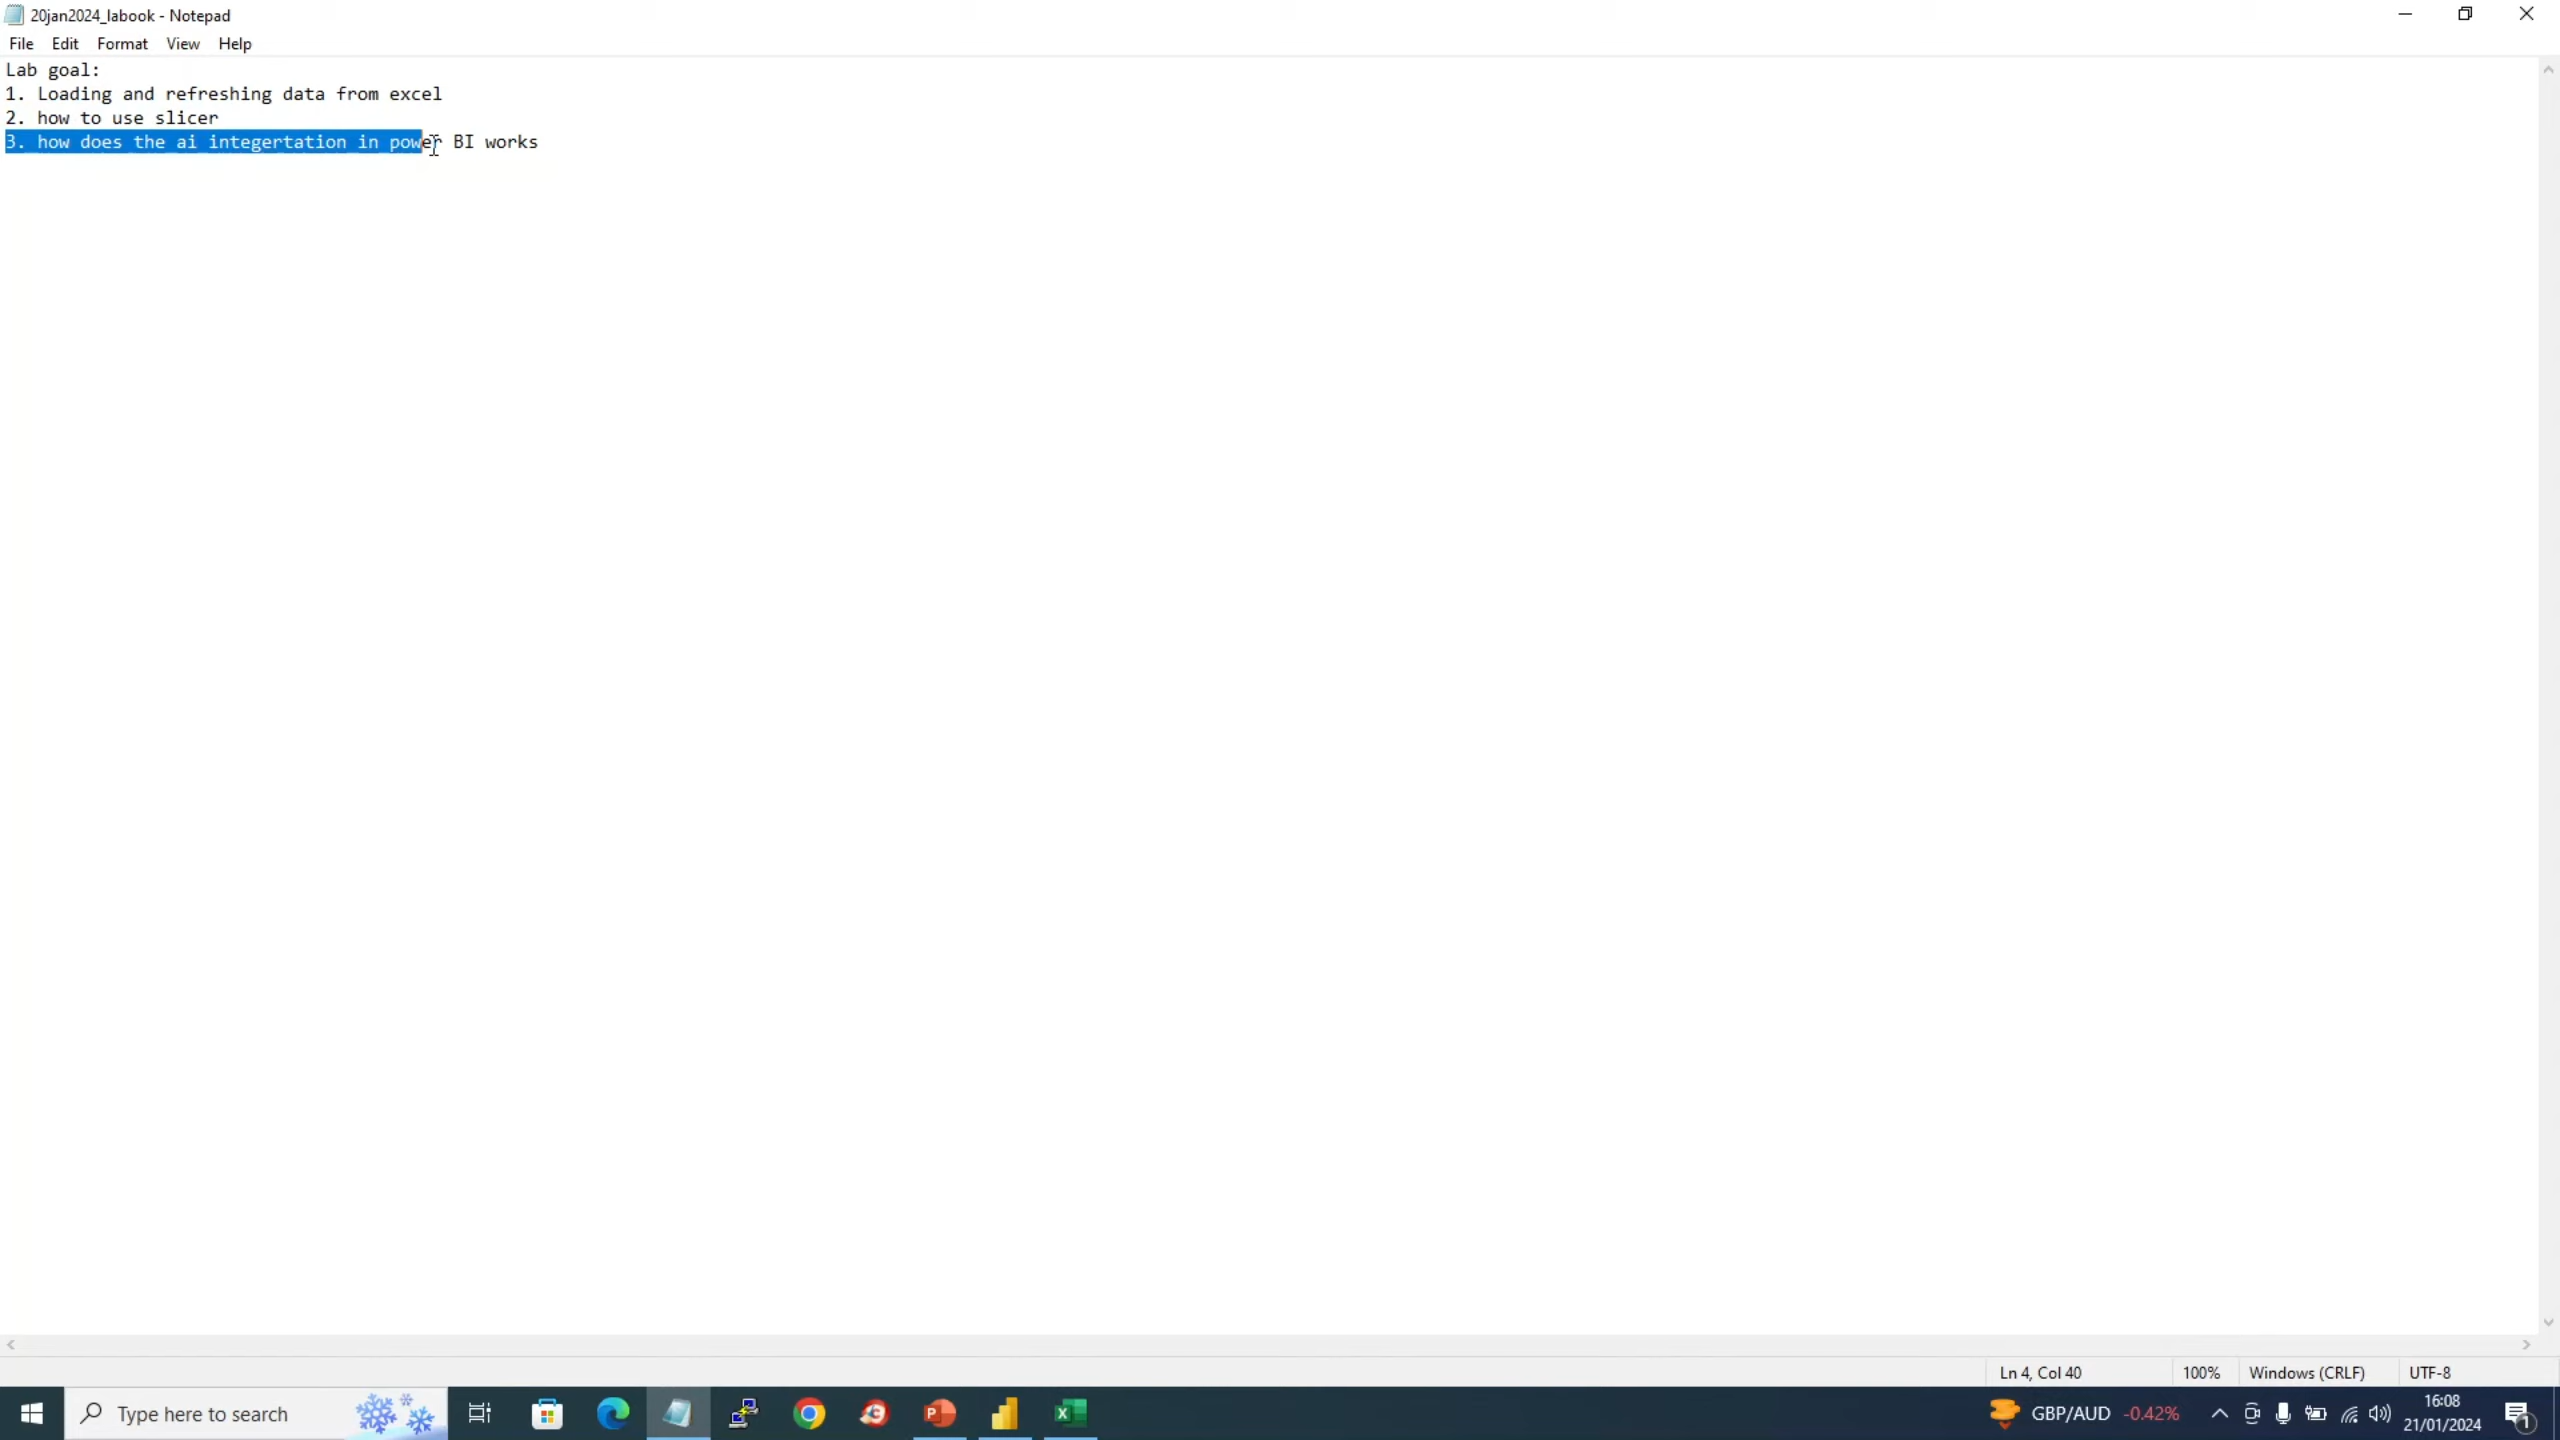 20jan2024_labook - Notepad
File Edit Format View Help
Lab goal:
1. Loading and refreshing data from excel
2. how to use slicer
3. how does the ai integertation in power BI works
Ln 4, Col 40 100% Windows (CRLF) UTF-8
Type here to search
GBP/AUD -0.42%
16:08
21/01/2024
1